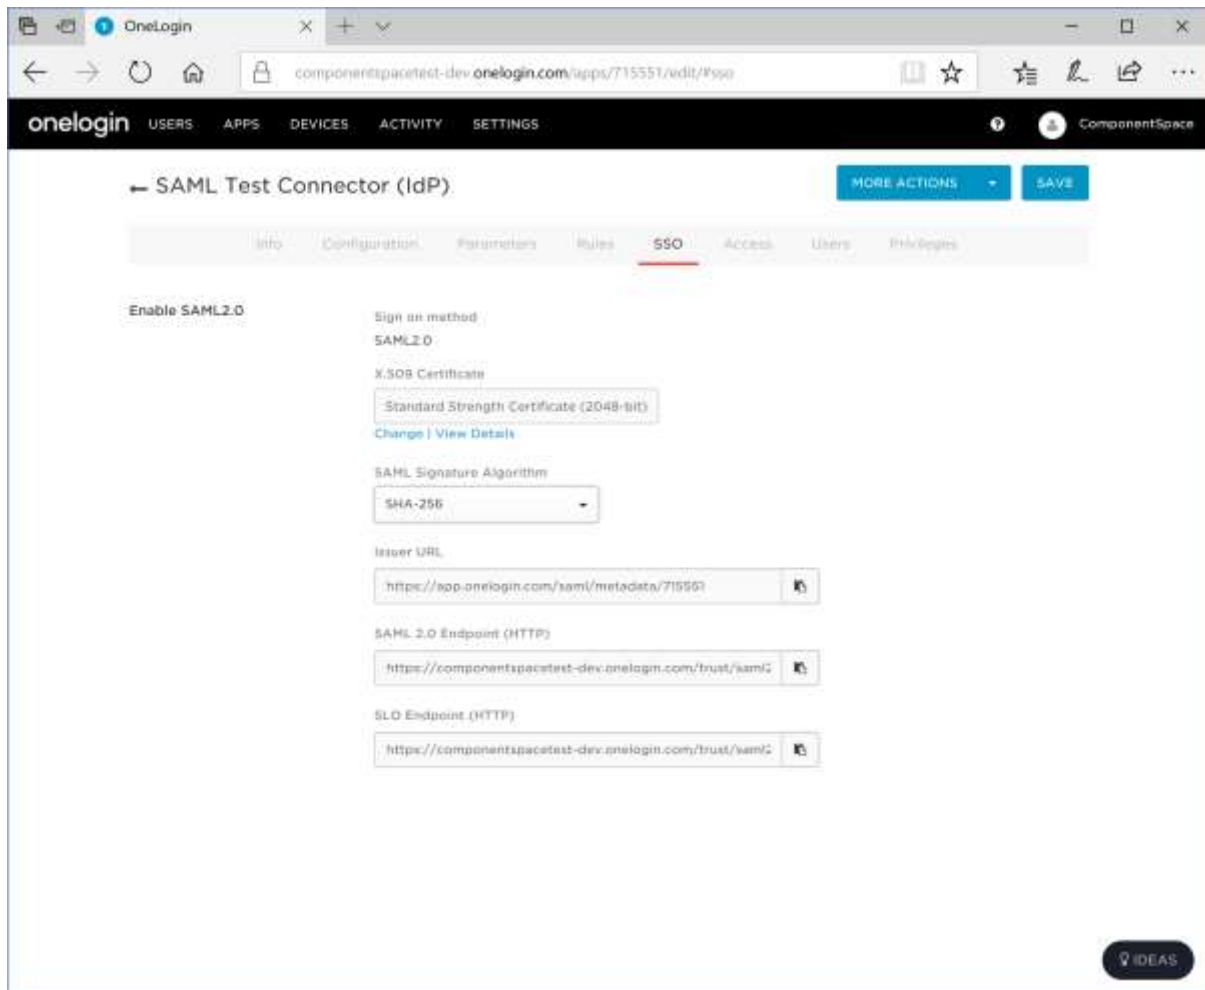 OneLogin
componentspacetest-dev.onelogin.com/apps/715551/edit/#sso
onelogin USERS APPS DEVICES ACTIVITY SETTINGS ComponentSpace
← SAML Test Connector (IdP) MORE ACTIONS SAVE
Info Configuration Parameters Rules SSO Access Users Privileges
Enable SAML2.0
Sign on method
SAML2.0
X.509 Certificate
Standard Strength Certificate (2048-bit)
Change | View Details
SAML Signature Algorithm
SHA-256
Issuer URL
https://app.onelogin.com/saml/metadata/715551
SAML 2.0 Endpoint (HTTP)
https://componentspacetest-dev.onelogin.com/trust/saml2
SLO Endpoint (HTTP)
https://componentspacetest-dev.onelogin.com/trust/saml2
IDEAS